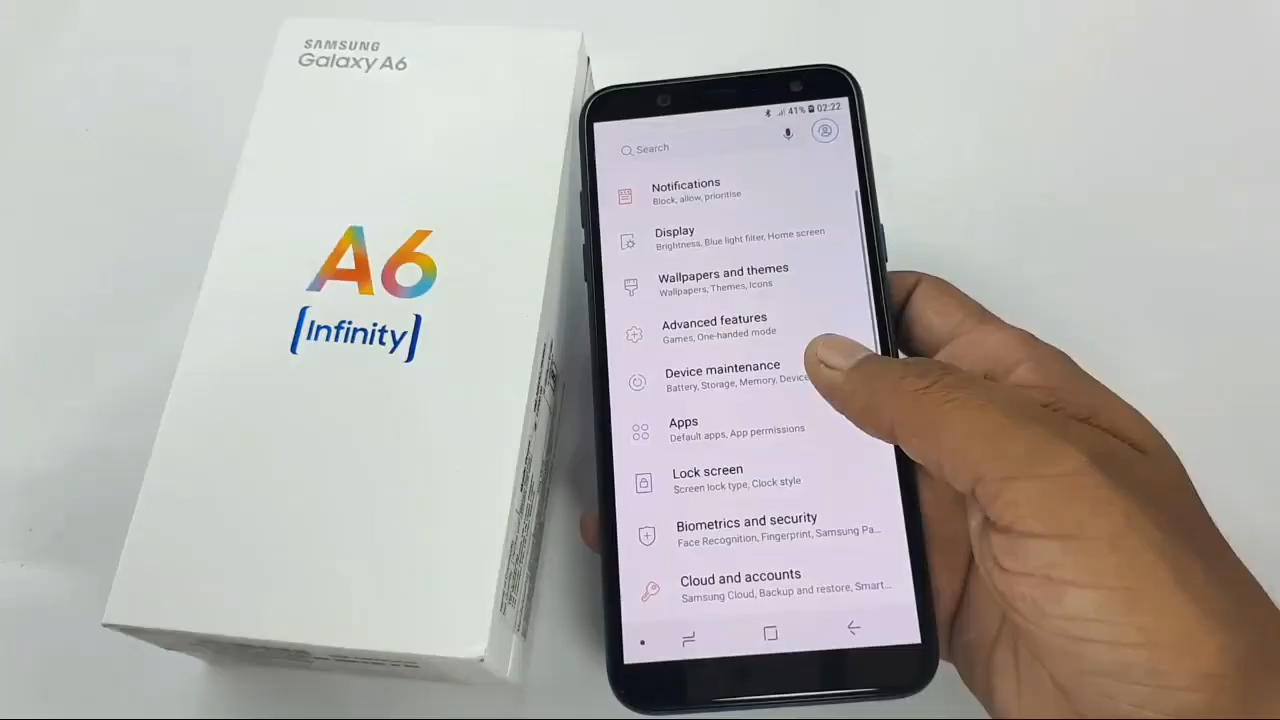 SAMSUNG
Galaxy A6
A6
[Infinity]
41% 02:22
Search
Notifications
Block, allow, prioritise
Display
Brightness, Blue light filter, Home screen
Wallpapers and themes
Wallpapers, Themes, Icons
Advanced features
Games, One-handed mode
Device maintenance
Battery, Storage, Memory, Device
Apps
Default apps, App permissions
Lock screen
Screen lock type, Clock style
Biometrics and security
Face Recognition, Fingerprint, Samsung Pa...
Cloud and accounts
Samsung Cloud, Backup and restore, Smart...